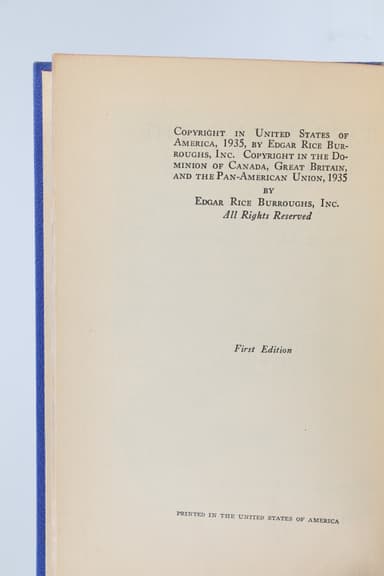 Copyright in United States of
America, 1935, by Edgar Rice Bur-
roughs, Inc. Copyright in the Do-
minion of Canada, Great Britain,
and the Pan-American Union, 1935
by
Edgar Rice Burroughs, Inc.
All Rights Reserved
First Edition
PRINTED IN THE UNITED STATES OF AMERICA